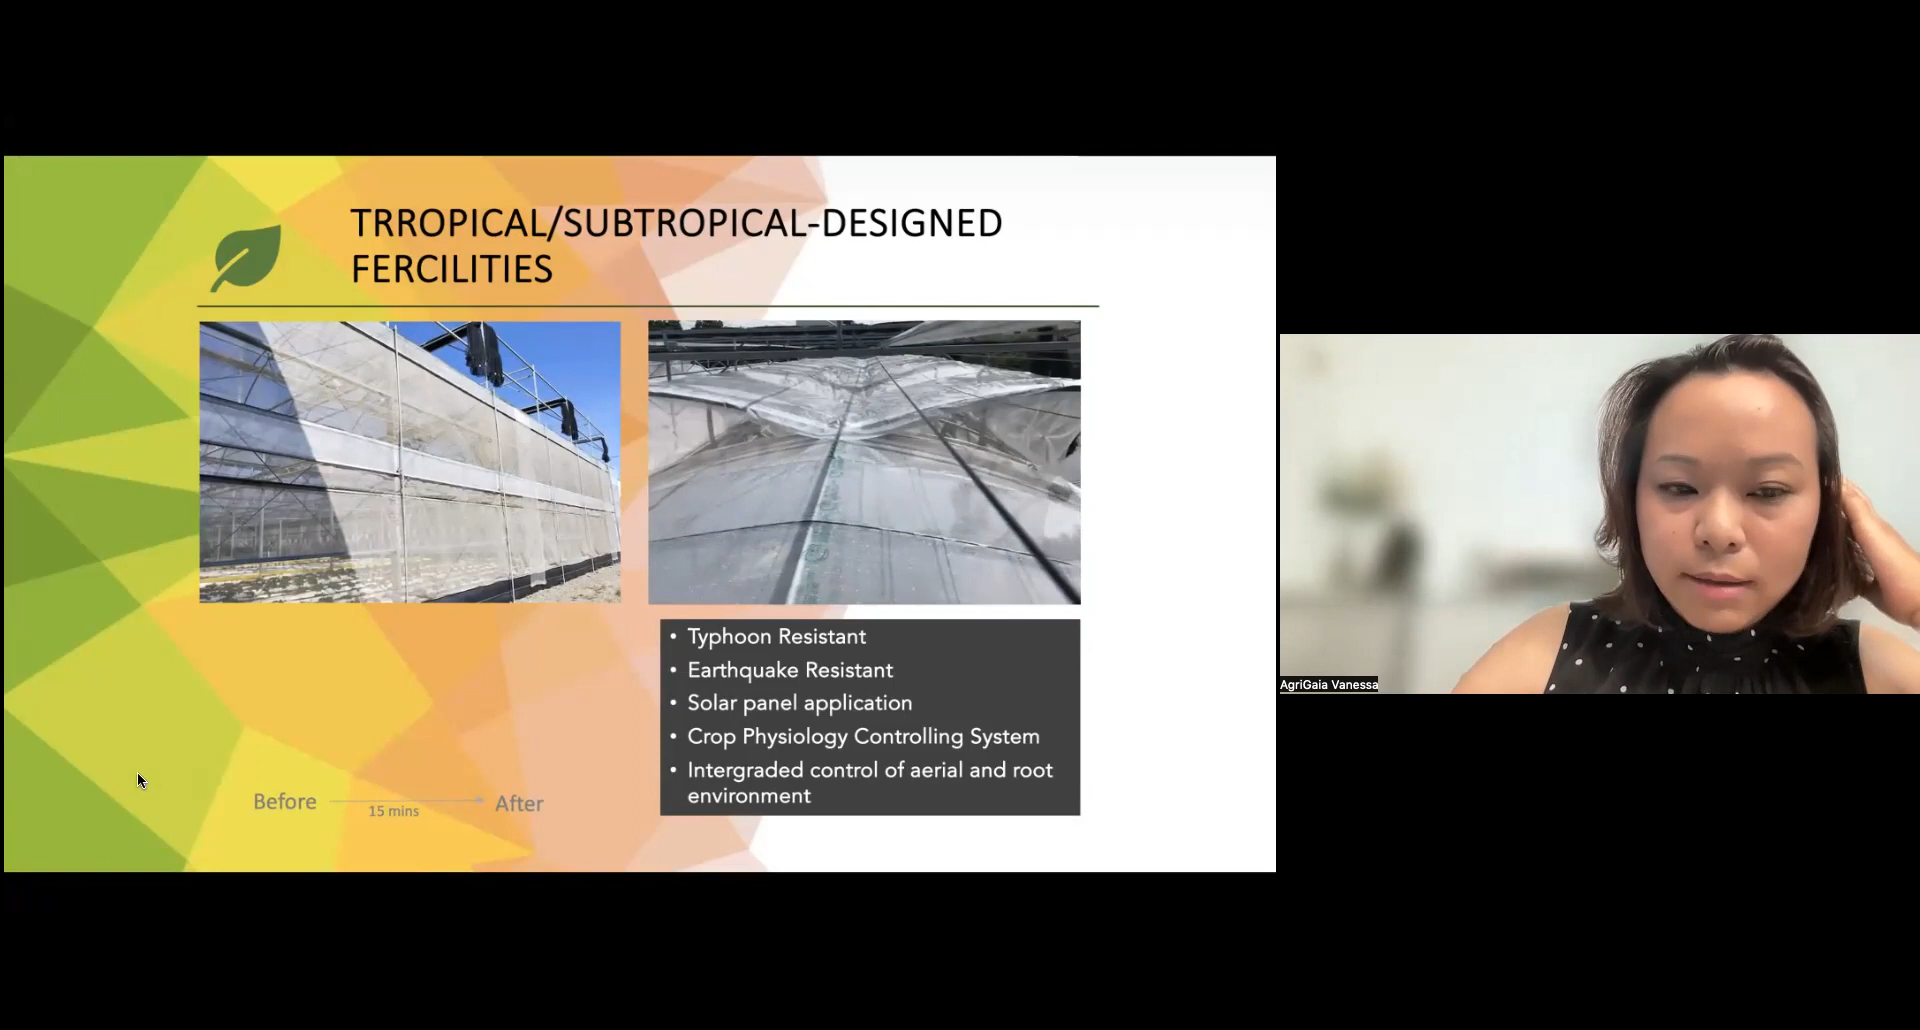 TRROPICAL/SUBTROPICAL-DESIGNED
FERCILITIES
• Typhoon Resistant
• Earthquake Resistant
• Solar panel application
• Crop Physiology Controlling System
• Intergraded control of aerial and root
environment
Before
15 mins
After
AgriGaia Vanessa